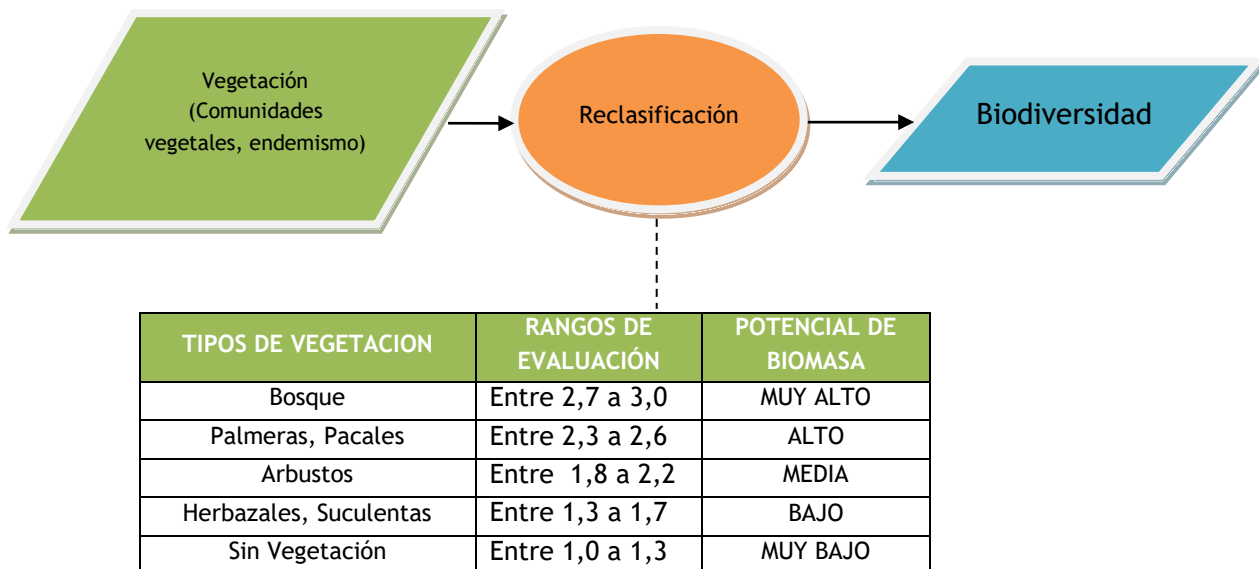 Vegetación
(Comunidades
vegetales, endemismo)
Reclasificación
Biodiversidad
TIPOS DE VEGETACION RANGOS DE EVALUACIÓN POTENCIAL DE BIOMASA
Bosque Entre 2,7 a 3,0 MUY ALTO
Palmeras, Pacales Entre 2,3 a 2,6 ALTO
Arbustos Entre 1,8 a 2,2 MEDIA
Herbazales, Suculentas Entre 1,3 a 1,7 BAJO
Sin Vegetación Entre 1,0 a 1,3 MUY BAJO